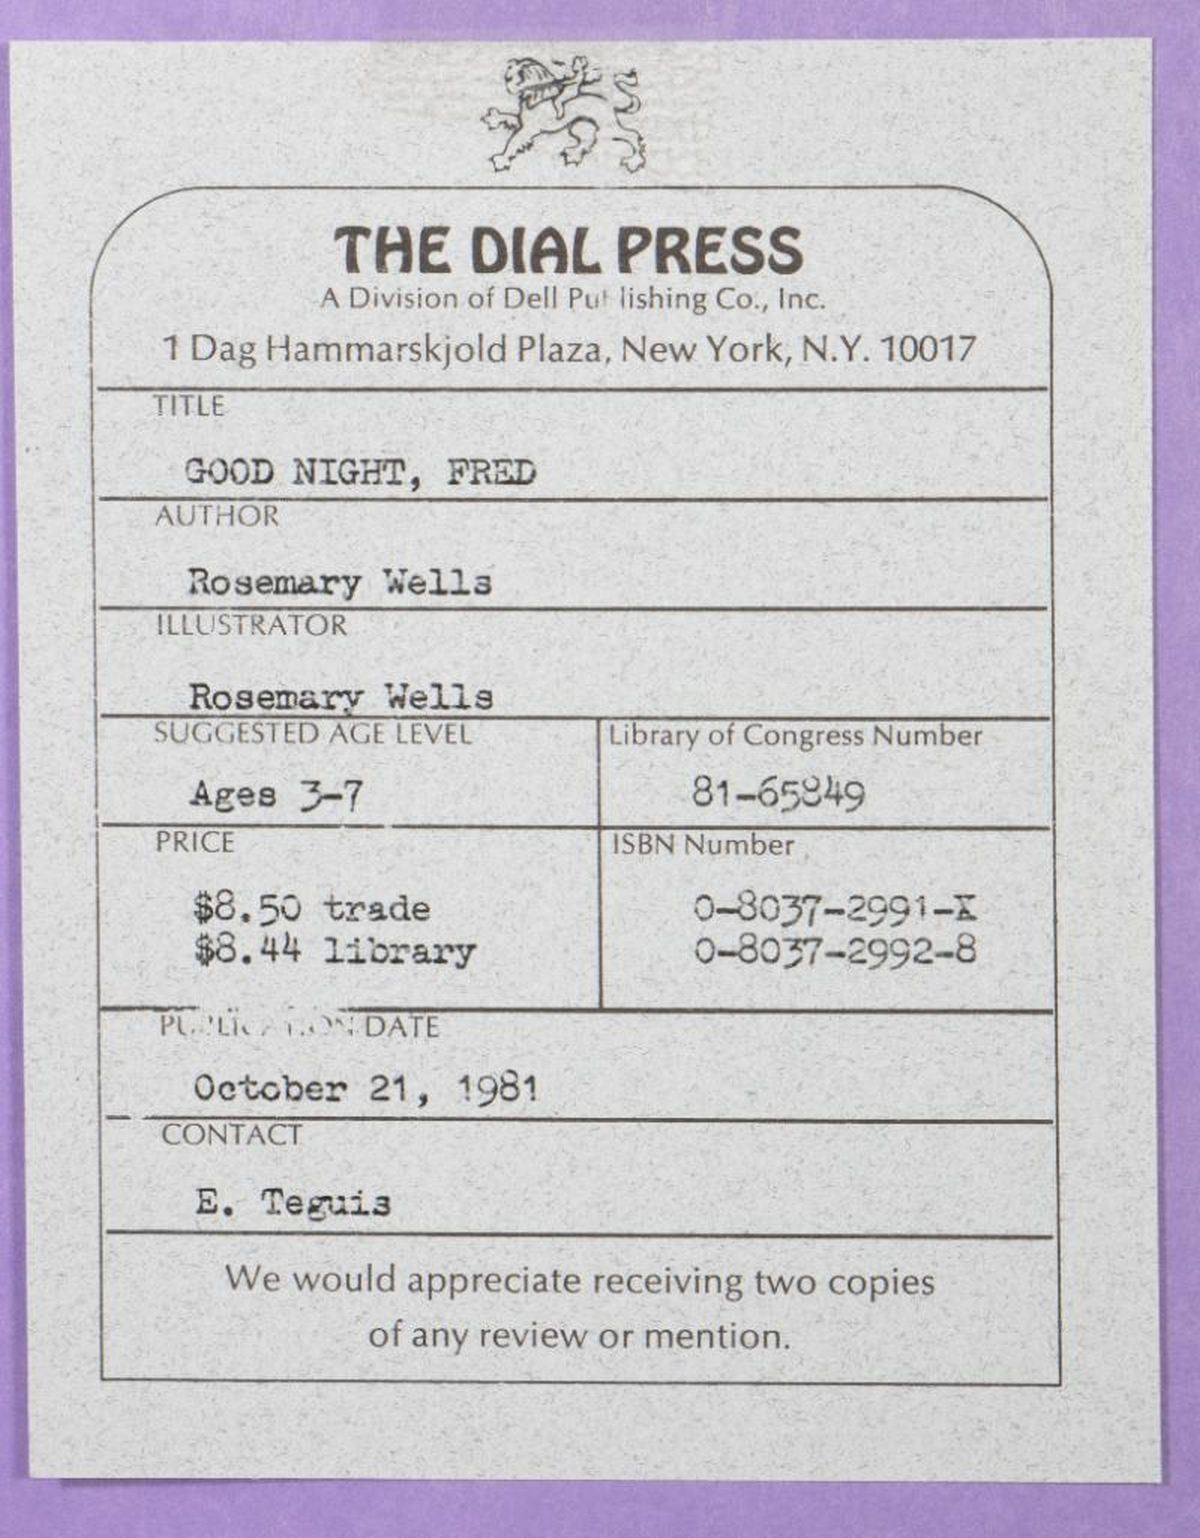 THE DIAL PRESS
A Division of Dell Publishing Co., Inc.
1 Dag Hammarskjold Plaza, New York, N.Y. 10017
TITLE
GOOD NIGHT, FRED
AUTHOR
Rosemary Wells
ILLUSTRATOR
Rosemary Wells
SUGGESTED AGE LEVEL
Ages 3-7
Library of Congress Number
81-65849
PRICE
$8.50 trade
$8.44 library
ISBN Number
0-8037-2991-X
0-8037-2992-8
PUBLICATION DATE
October 21, 1981
CONTACT
E. Teguis
We would appreciate receiving two copies
of any review or mention.